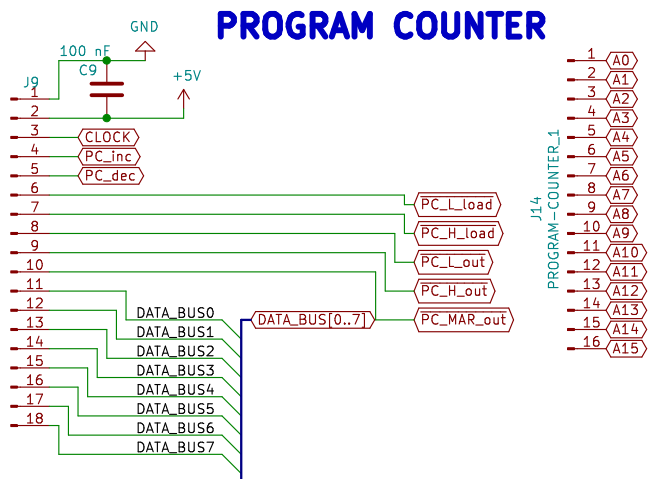 PROGRAM COUNTER
GND
100 nF
C9
+5V
J9
1
2
3 CLOCK
4 PC_inc
5 PC_dec
6 PC_L_load
7 PC_H_load
8 PC_L_out
9 PC_H_out
10 PC_MAR_out
11 DATA_BUS0
12 DATA_BUS1
13 DATA_BUS2
14 DATA_BUS3
15 DATA_BUS4
16 DATA_BUS5
17 DATA_BUS6
18 DATA_BUS7
DATA_BUS[0..7]
J14
PROGRAM-COUNTER_1
1 A0
2 A1
3 A2
4 A3
5 A4
6 A5
7 A6
8 A7
9 A8
10 A9
11 A10
12 A11
13 A12
14 A13
15 A14
16 A15